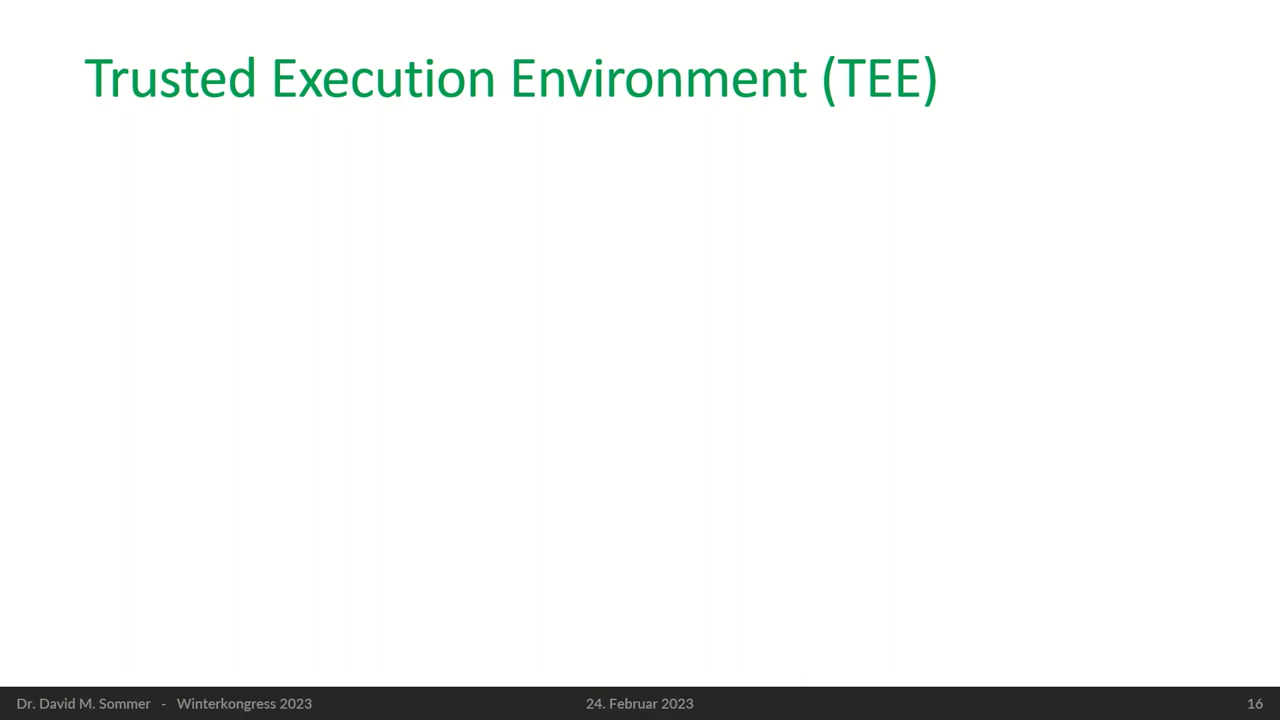 Trusted Execution Environment (TEE)
Dr. David M. Sommer - Winterkongress 2023
24. Februar 2023
16